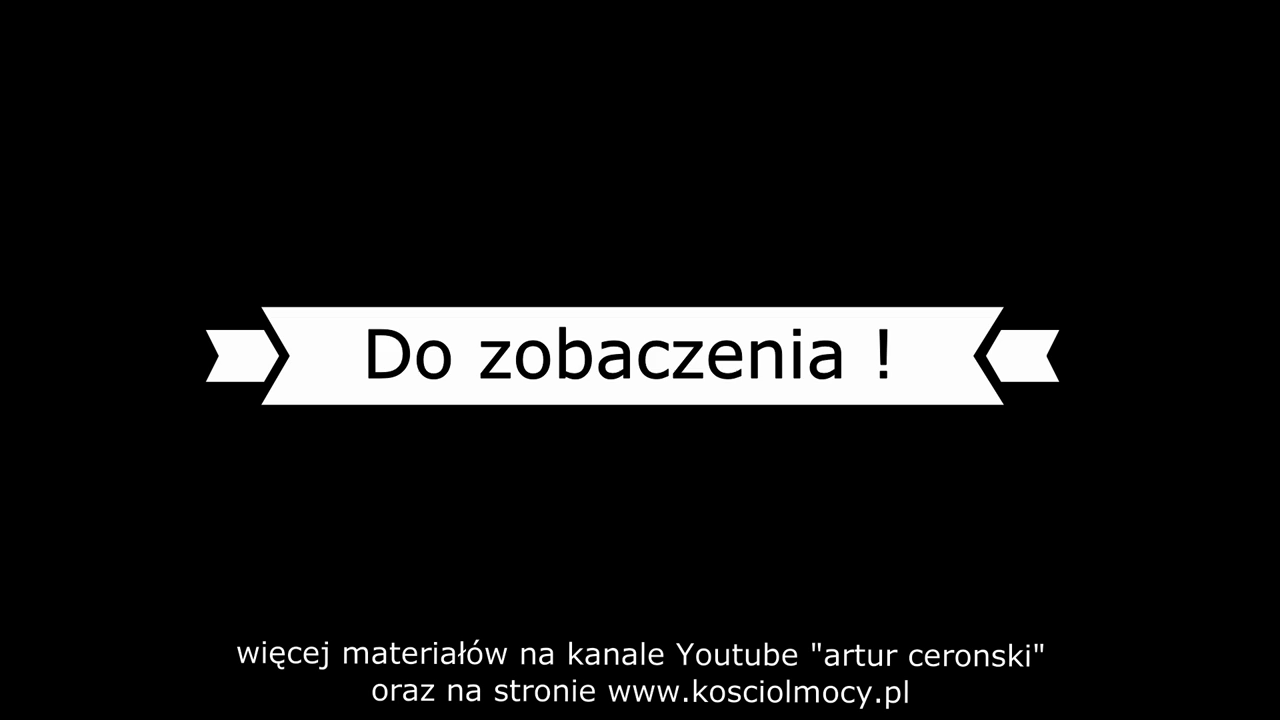 Do zobaczenia !
więcej materiałów na kanale Youtube "artur ceronski"
oraz na stronie www.kosciolmocy.pl